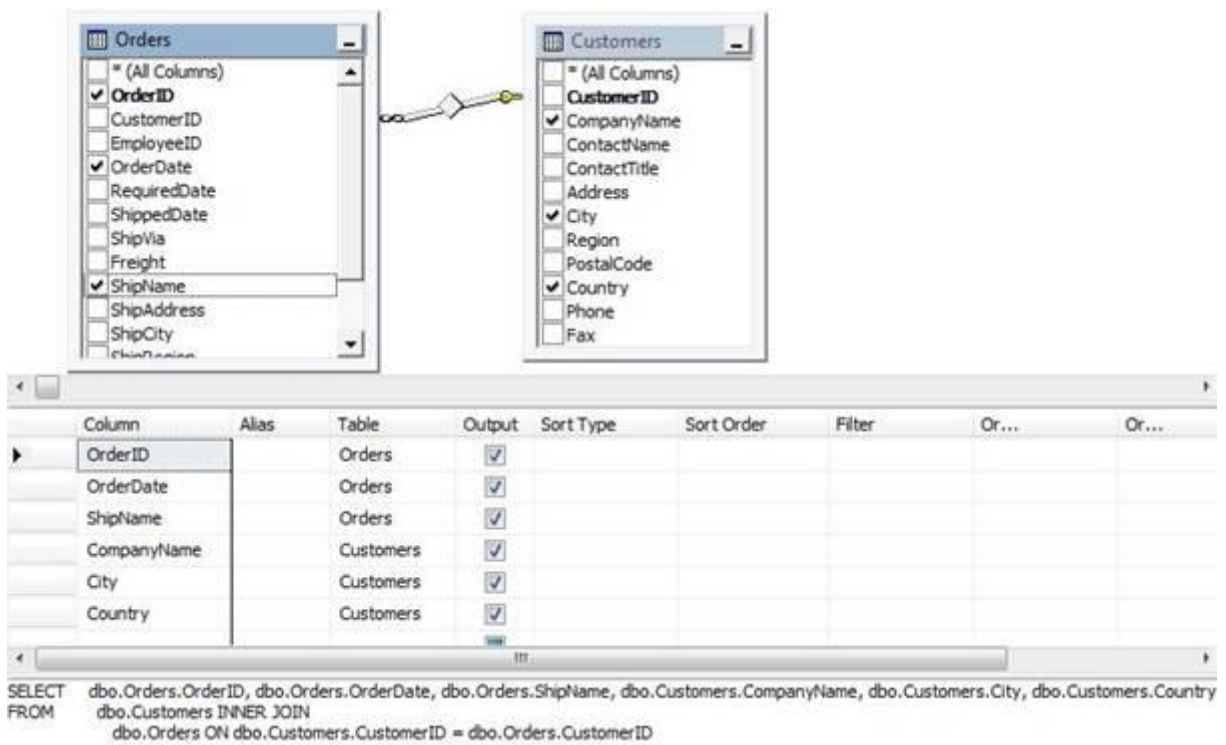 Orders
* (All Columns)
OrderID
CustomerID
EmployeeID
OrderDate
RequiredDate
ShippedDate
ShipVia
Freight
ShipName
ShipAddress
ShipCity
ShipRegion
Customers
* (All Columns)
CustomerID
CompanyName
ContactName
ContactTitle
Address
City
Region
PostalCode
Country
Phone
Fax
Column Alias Table Output Sort Type Sort Order Filter Or... Or...
OrderID Orders
OrderDate Orders
ShipName Orders
CompanyName Customers
City Customers
Country Customers
SELECT dbo.Orders.OrderID, dbo.Orders.OrderDate, dbo.Orders.ShipName, dbo.Customers.CompanyName, dbo.Customers.City, dbo.Customers.Country
FROM dbo.Customers INNER JOIN
dbo.Orders ON dbo.Customers.CustomerID = dbo.Orders.CustomerID